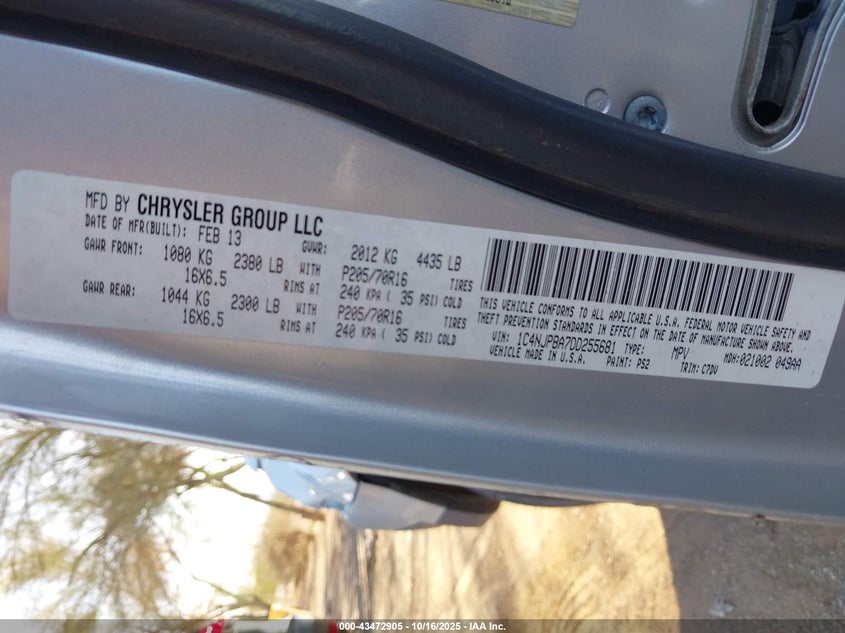 MFD BY CHRYSLER GROUP LLC
DATE OF MFR(BUILT): FEB 13 GVWR: 2012 KG 4435 LB
GAWR FRONT: 1080 KG 2380 LB WITH P205/70R16 TIRES
16X6.5 RIMS AT 240 KPA ( 35 PSI) COLD
GAWR REAR: 1044 KG 2300 LB WITH P205/70R16 TIRES
16X6.5 RIMS AT 240 KPA ( 35 PSI) COLD
THIS VEHICLE CONFORMS TO ALL APPLICABLE U.S.A. FEDERAL MOTOR VEHICLE SAFETY AND
THEFT PREVENTION STANDARDS IN EFFECT ON THE DATE OF MANUFACTURE SHOWN ABOVE.
VIN: 1C4NJPBA7DD255681 TYPE: MPV MDH:021002 049AA
VEHICLE MADE IN U.S.A. PAINT: PS2 TRIM: C7DV
000-43472905 - 10/16/2025 - IAA Inc.